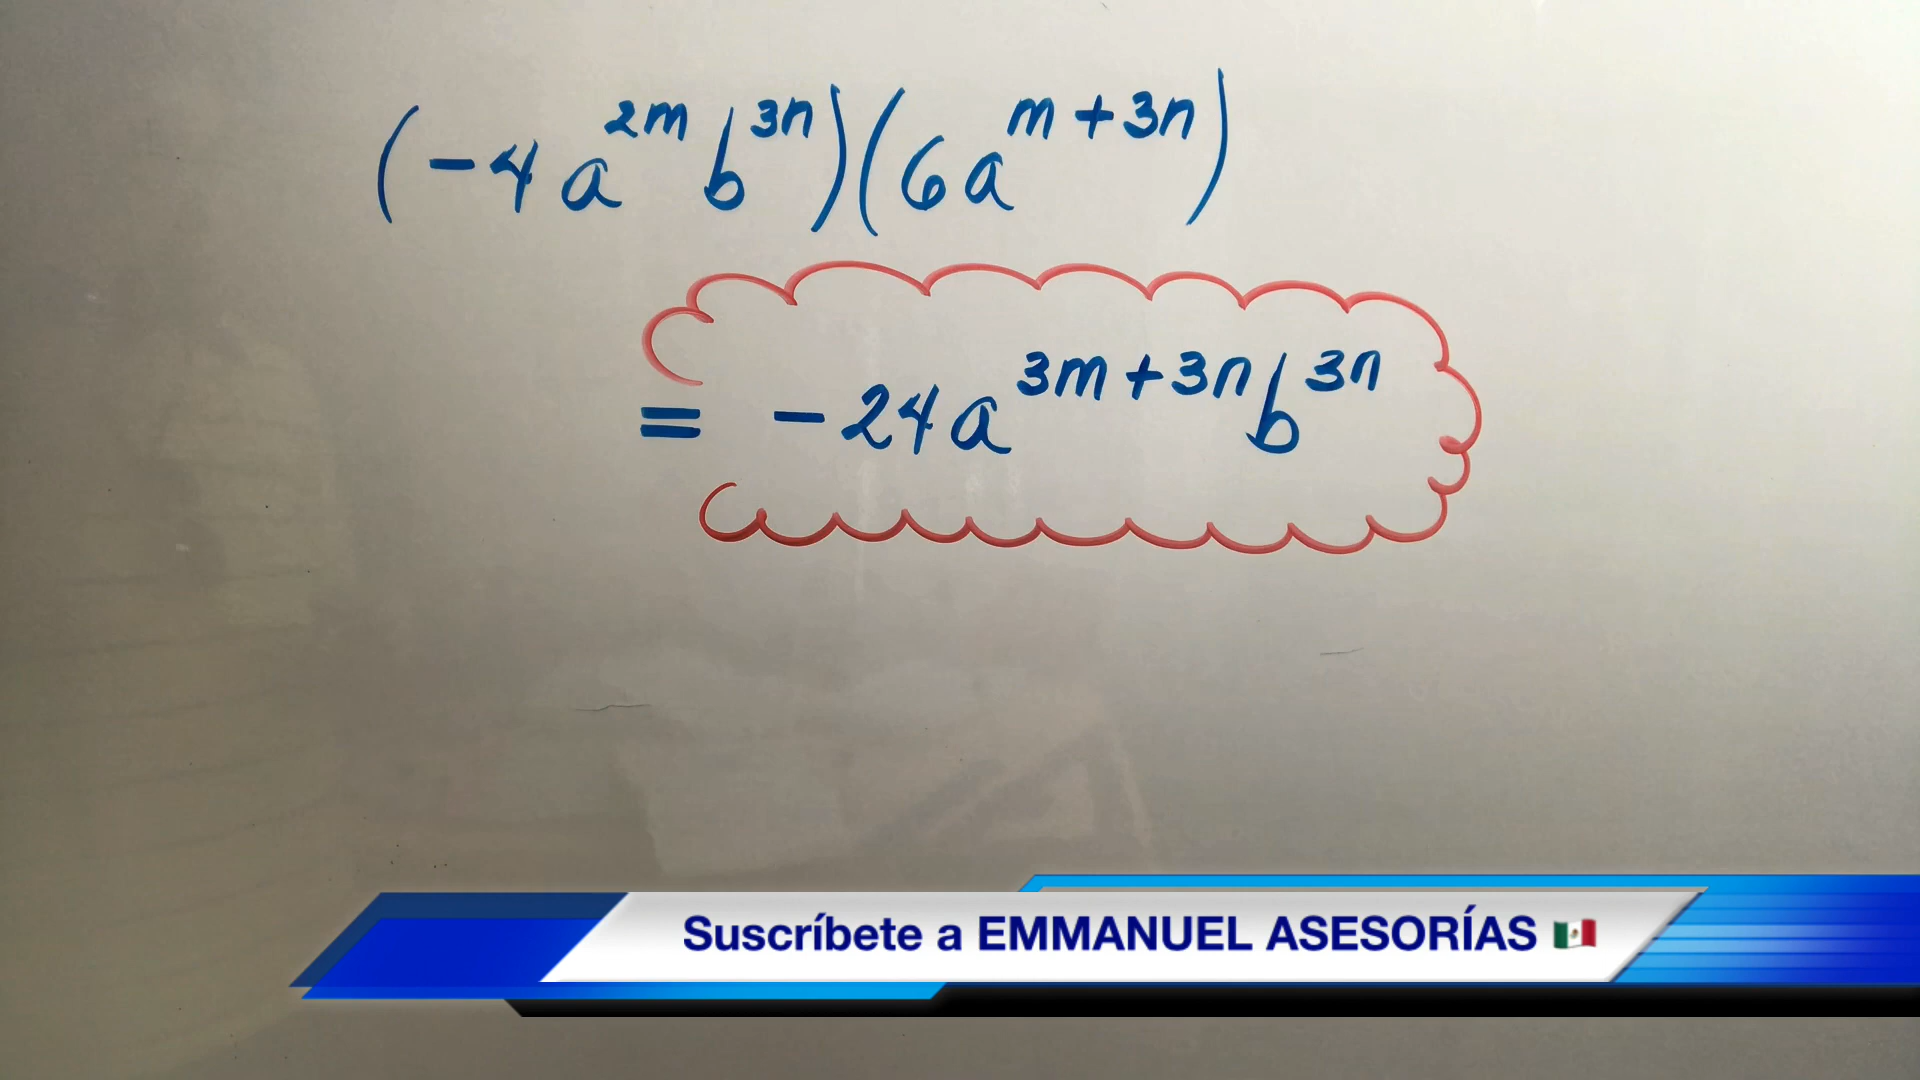 (-4a^{2m}b^{3n})(6a^{m+3n})
= -24a^{3m+3n}b^{3n}
Suscríbete a EMMANUEL ASESORÍAS 🇲🇽